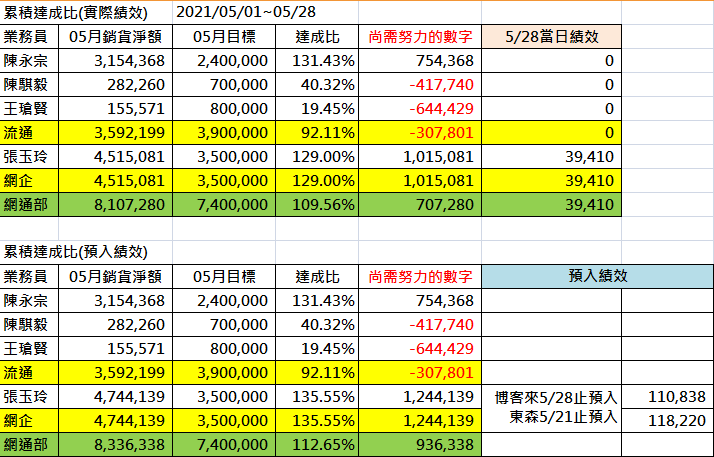 累積達成比(實際績效) 2021/05/01~05/28
業務員 05月銷貨淨額 05月目標 達成比 尚需努力的數字 5/28當日績效
陳永宗 3,154,368 2,400,000 131.43% 754,368 0
陳騏毅 282,260 700,000 40.32% -417,740 0
王瑲賢 155,571 800,000 19.45% -644,429 0
流通 3,592,199 3,900,000 92.11% -307,801 0
張玉玲 4,515,081 3,500,000 129.00% 1,015,081 39,410
網企 4,515,081 3,500,000 129.00% 1,015,081 39,410
網通部 8,107,280 7,400,000 109.56% 707,280 39,410
累積達成比(預入績效)
業務員 05月銷貨淨額 05月目標 達成比 尚需努力的數字 預入績效
陳永宗 3,154,368 2,400,000 131.43% 754,368
陳騏毅 282,260 700,000 40.32% -417,740
王瑲賢 155,571 800,000 19.45% -644,429
流通 3,592,199 3,900,000 92.11% -307,801
張玉玲 4,744,139 3,500,000 135.55% 1,244,139 博客來5/28止預入 110,838
網企 4,744,139 3,500,000 135.55% 1,244,139 東森5/21止預入 118,220
網通部 8,336,338 7,400,000 112.65% 936,338